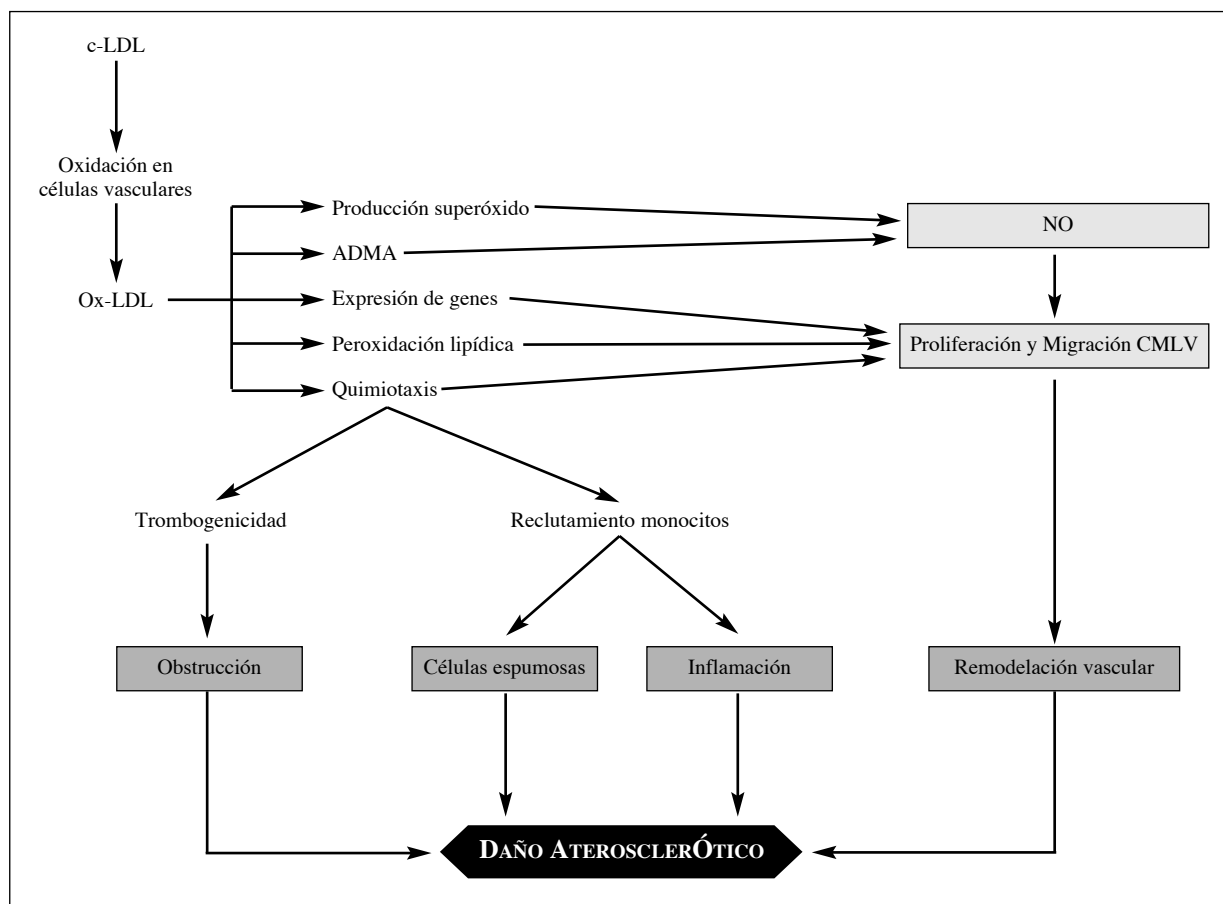 c-LDL
Oxidación en
células vasculares
Ox-LDL
Producción superóxido
ADMA
Expresión de genes
Peroxidación lipídica
Quimiotaxis
NO
Proliferación y Migración CMLV
Trombogenicidad
Reclutamiento monocitos
Obstrucción
Células espumosas
Inflamación
Remodelación vascular
DAÑO ATEROSCLERÓTICO